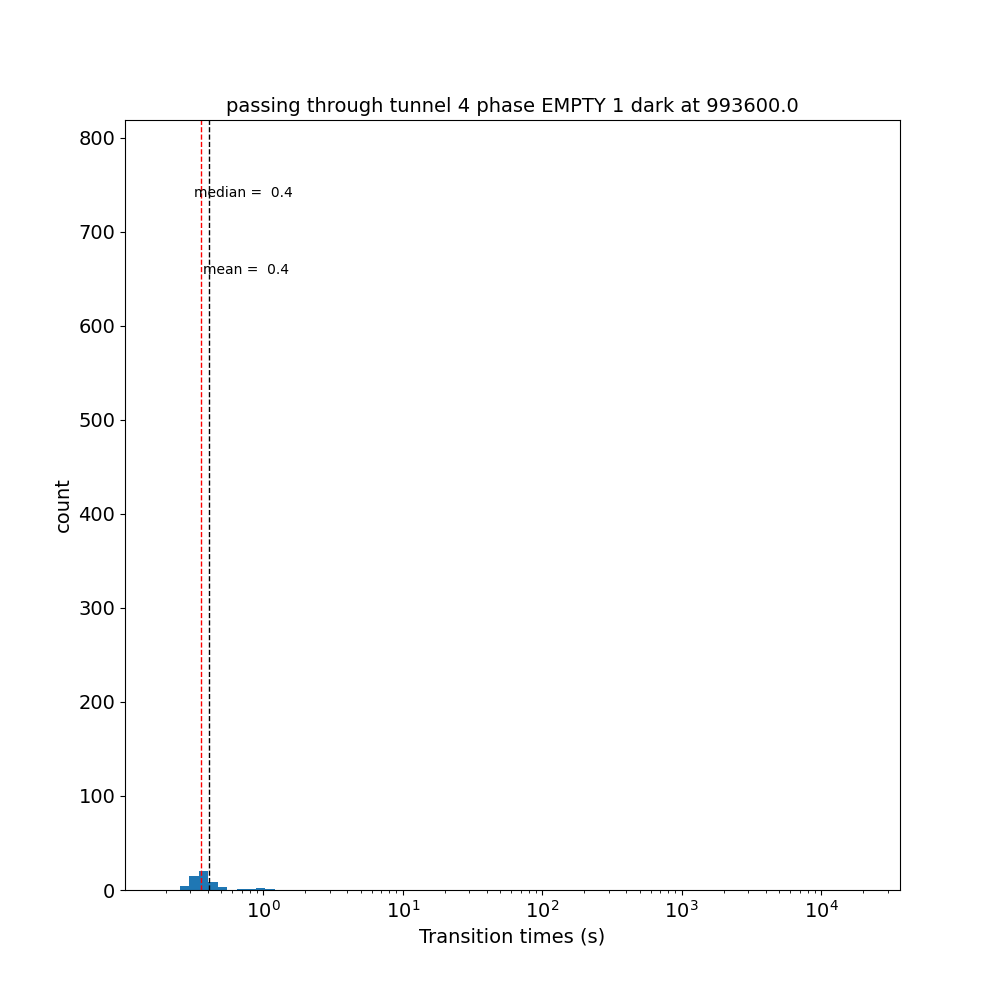 passing through tunnel 4 phase EMPTY 1 dark at 993600.0
800
median =  0.4
700
mean =  0.4
600
500
count
400
300
200
100
0
10^0 10^1 10^2 10^3 10^4
Transition times (s)